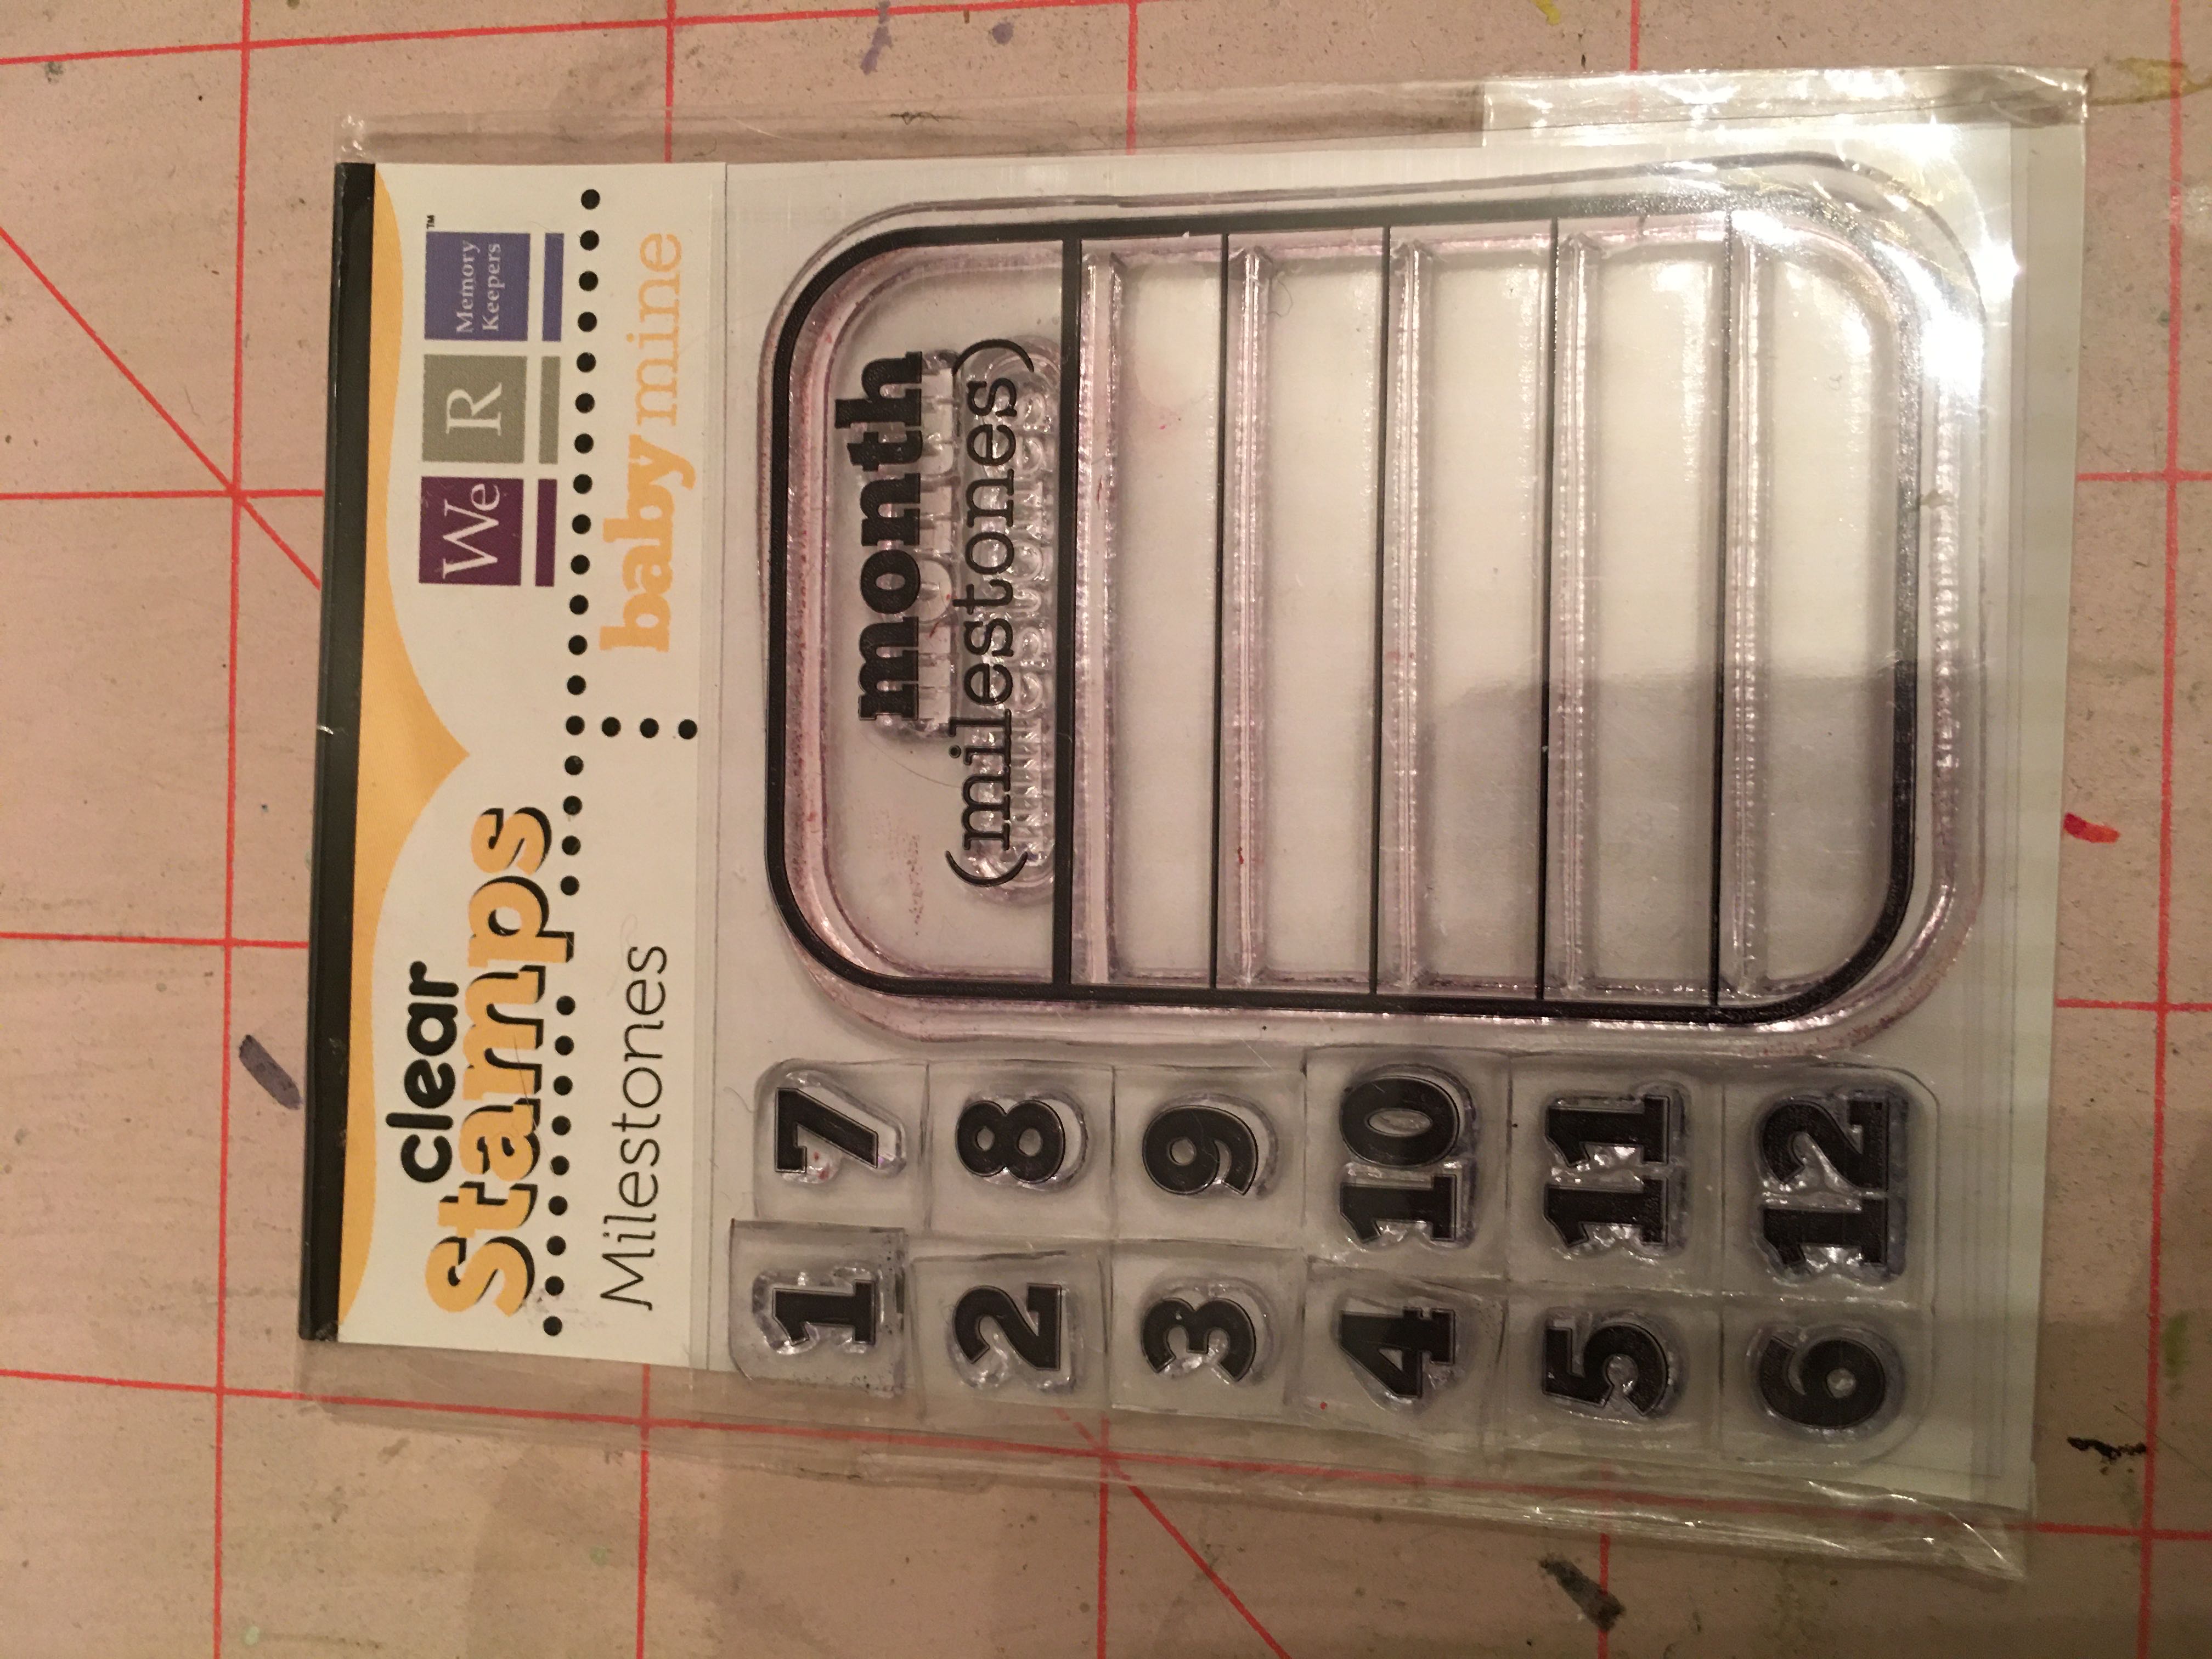 clear
Stamps
We R Memory Keepers™
Milestones
baby mine
1 7
2 8
3 9
4 10
5 11
6 12
month
(milestones)